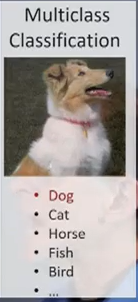 Multiclass
Classification
• Dog
• Cat
• Horse
• Fish
• Bird
• ...